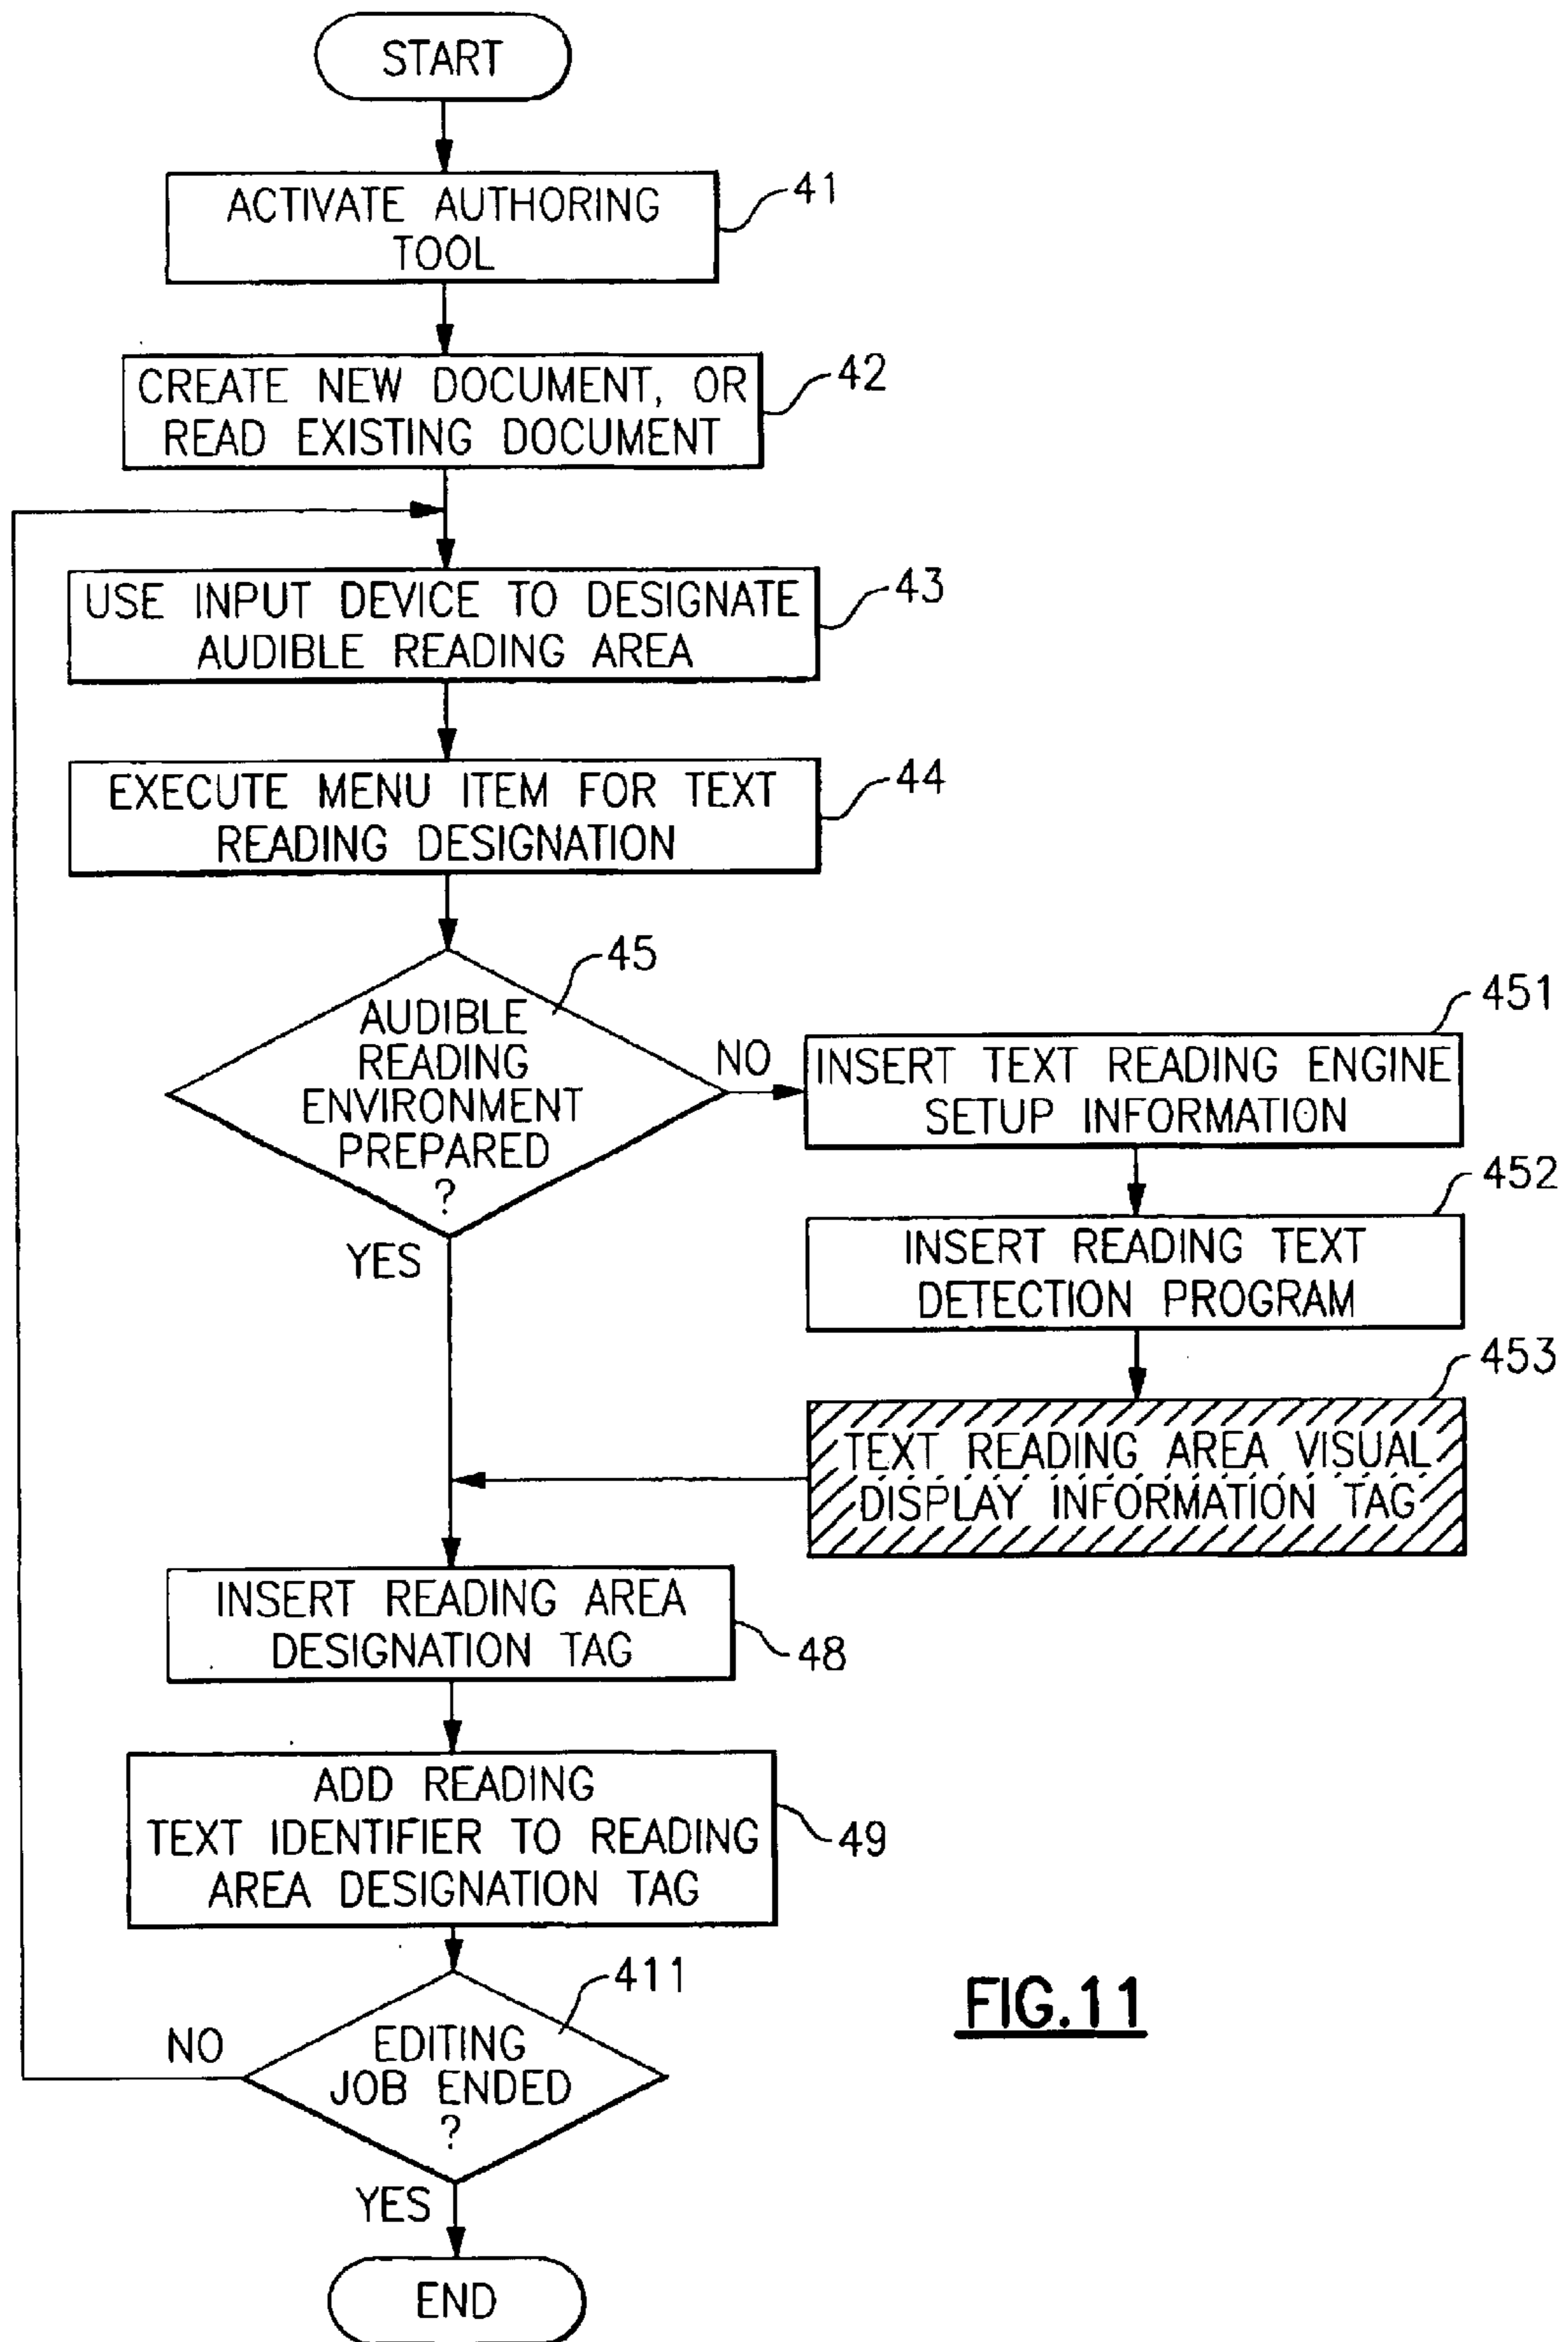 START
ACTIVATE AUTHORING
TOOL
41
CREATE NEW DOCUMENT, OR
READ EXISTING DOCUMENT
42
USE INPUT DEVICE TO DESIGNATE
AUDIBLE READING AREA
43
EXECUTE MENU ITEM FOR TEXT
READING DESIGNATION
44
AUDIBLE
READING
ENVIRONMENT
PREPARED
?
45
NO
YES
INSERT TEXT READING ENGINE
SETUP INFORMATION
451
INSERT READING TEXT
DETECTION PROGRAM
452
TEXT READING AREA VISUAL
DISPLAY INFORMATION TAG
453
INSERT READING AREA
DESIGNATION TAG
48
ADD READING
TEXT IDENTIFIER TO READING
AREA DESIGNATION TAG
49
EDITING
JOB ENDED
?
411
NO
YES
END
FIG.11